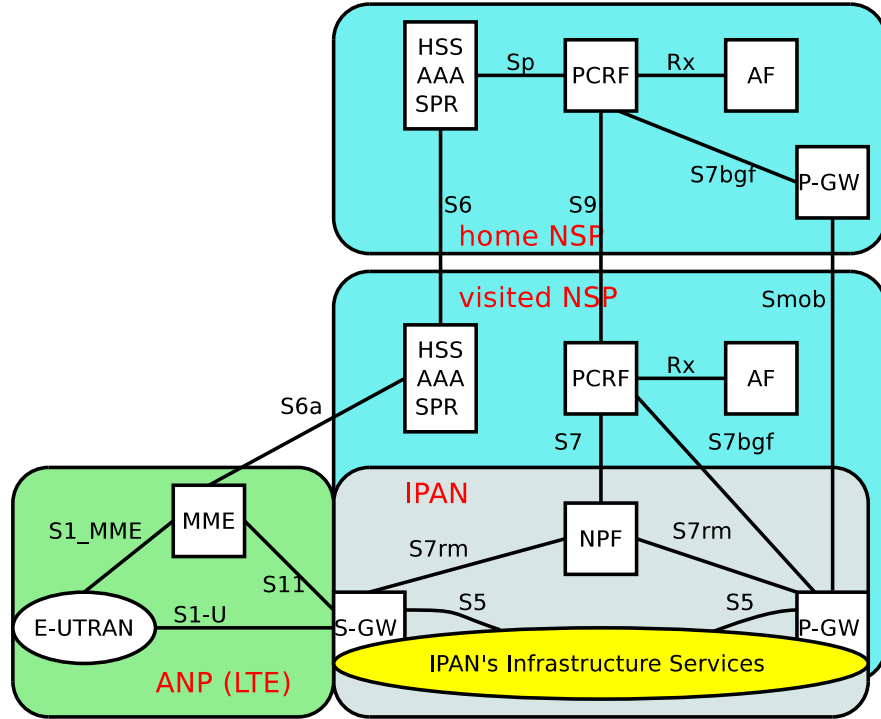 HSS
AAA
SPR
Sp
PCRF
Rx
AF
S7bgf
P-GW
S6
S9
home NSP
visited NSP
Smob
HSS
AAA
SPR
PCRF
Rx
AF
S6a
S7
S7bgf
IPAN
MME
S1_MME
NPF
S7rm
S7rm
S11
S5
S5
E-UTRAN
S1-U
S-GW
P-GW
IPAN's Infrastructure Services
ANP (LTE)